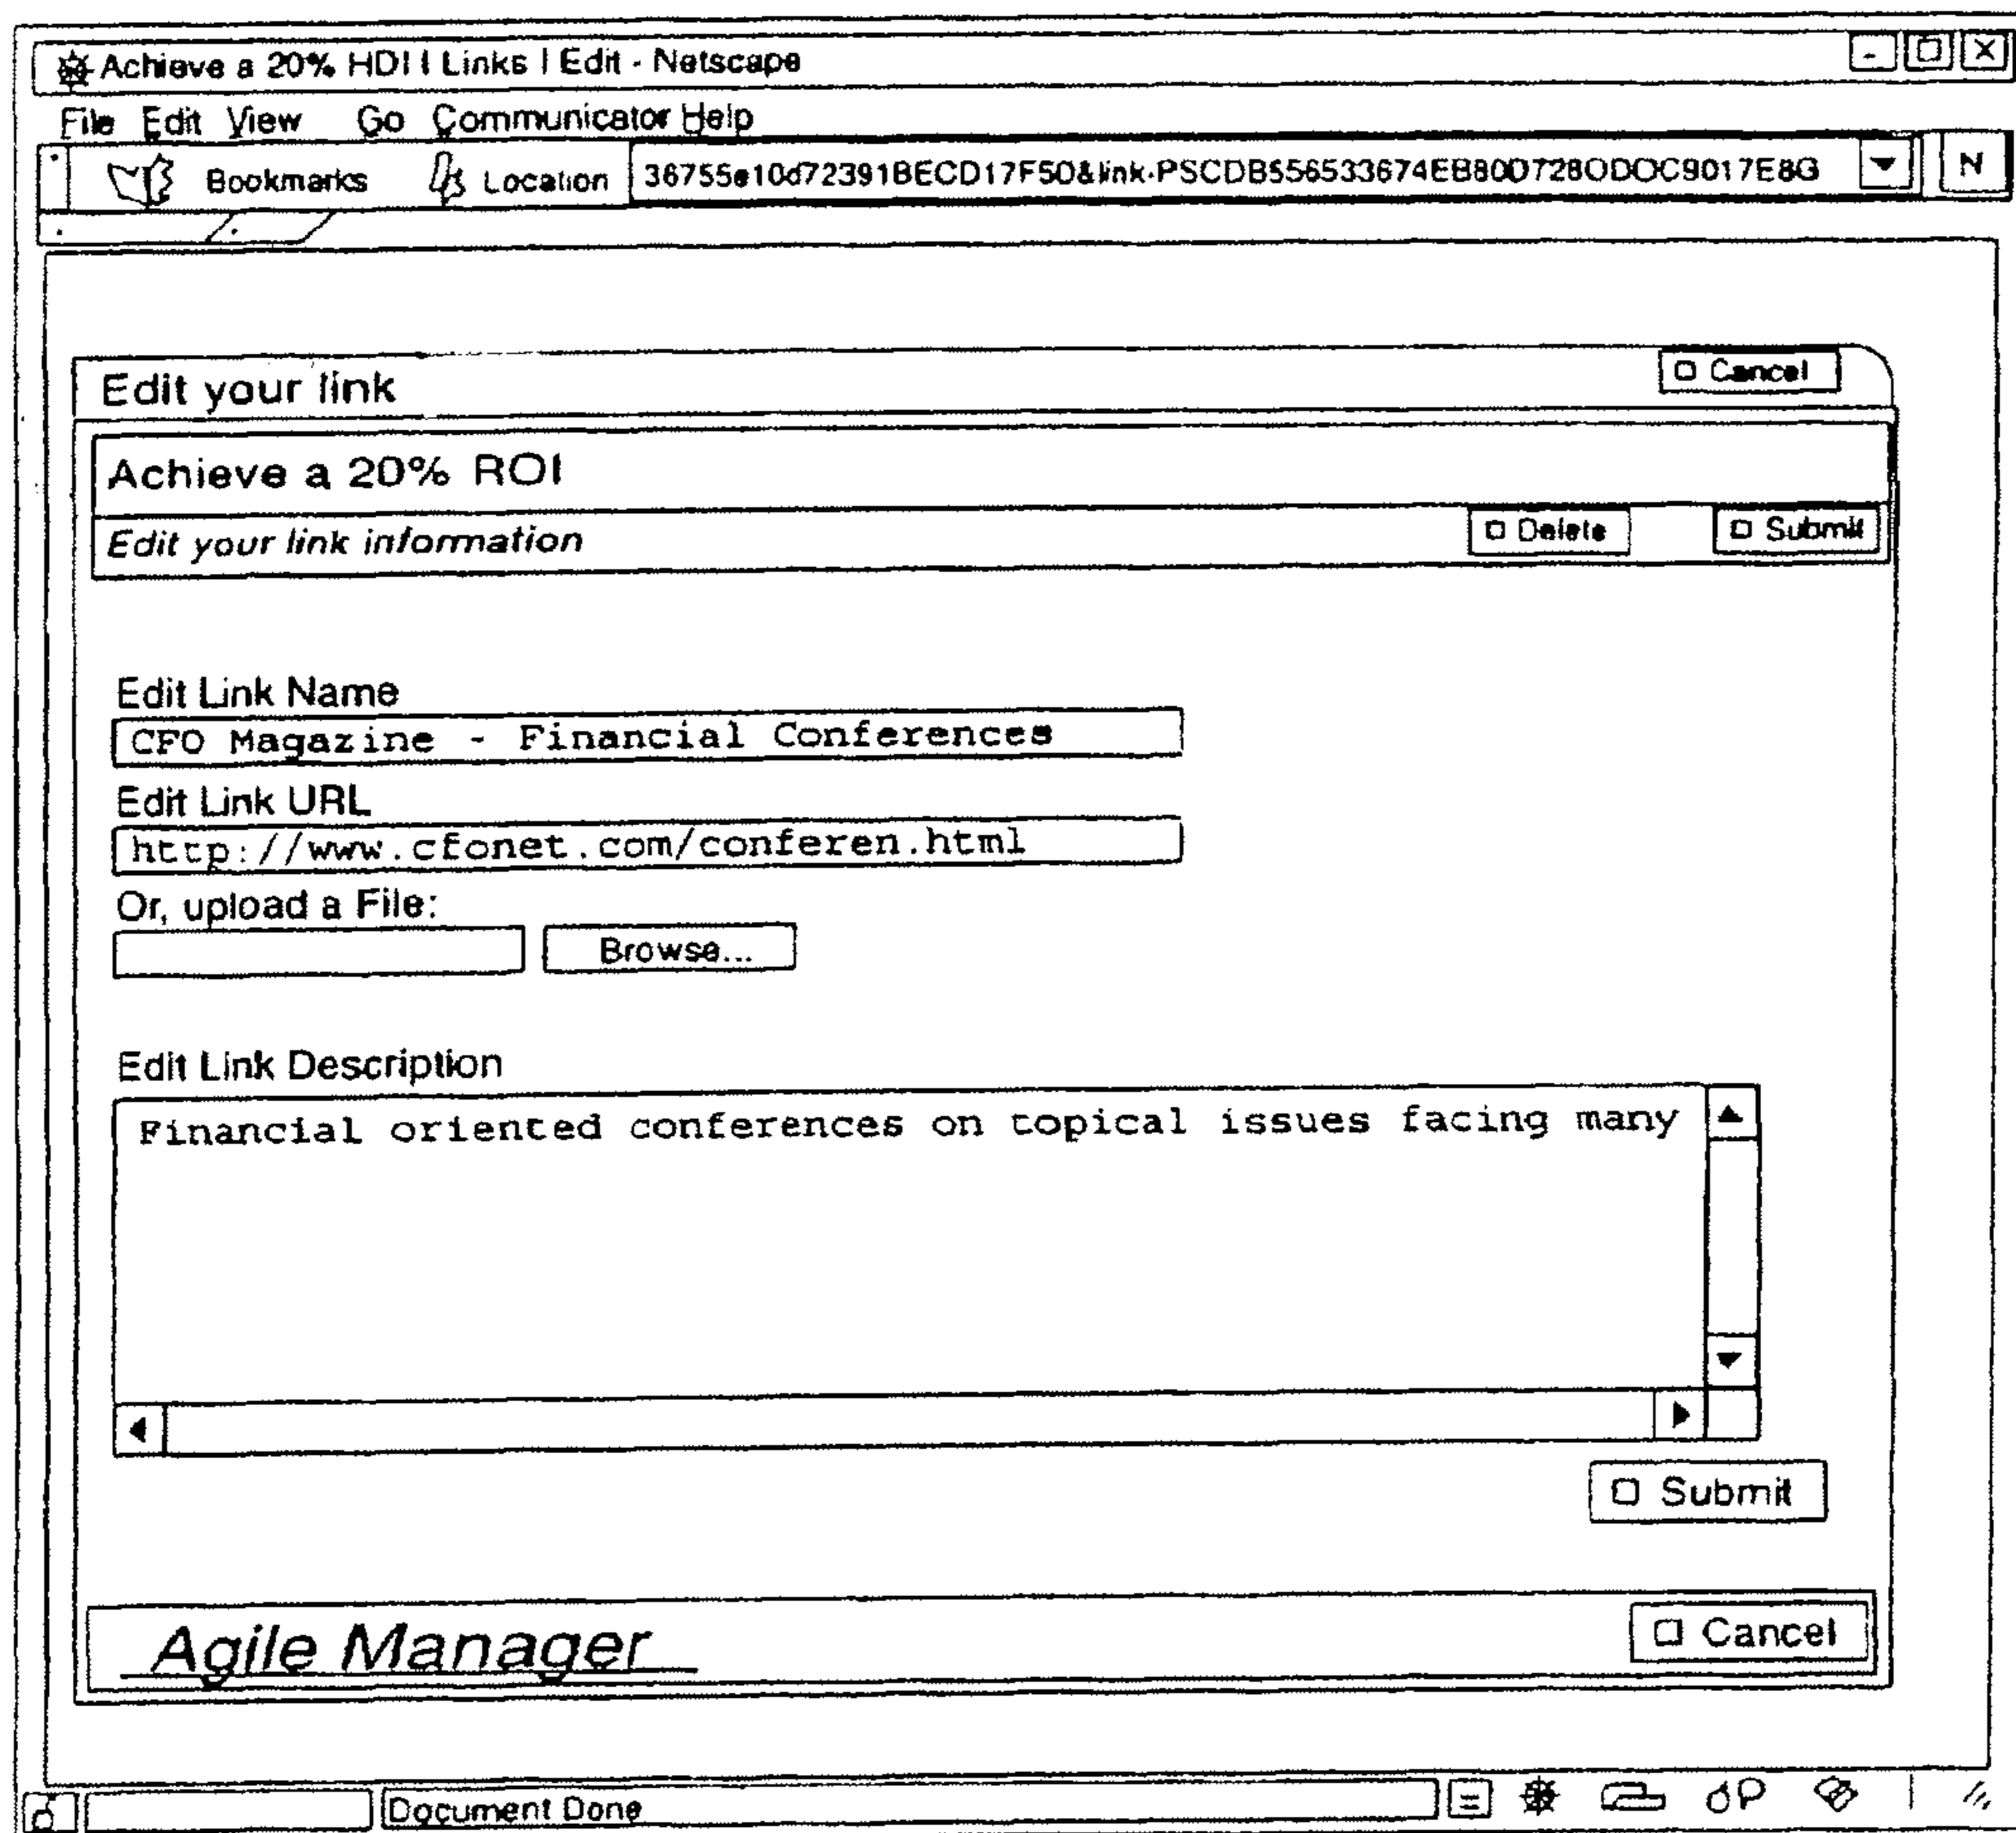 Achieve a 20% HDI I Links I Edit - Netscape
File Edit View Go Communicator Help
Bookmarks Location 36755e10d72391BECD17F5D&link-PSCDB556533674EB80D728ODOC9017E8G N
Edit your link Cancel
Achieve a 20% ROI
Edit your link information Delete Submit
Edit Link Name
CFO Magazine - Financial Conferences
Edit Link URL
http://www.cfonet.com/conferen.html
Or, upload a File:
Browse...
Edit Link Description
Financial oriented conferences on topical issues facing many
Submit
Agile Manager Cancel
Document Done